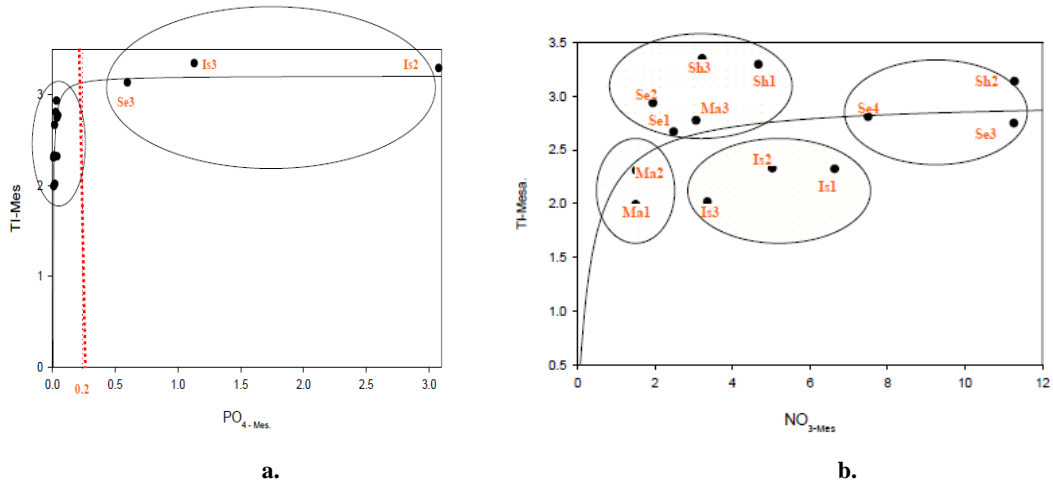 TI-Mes
3
2
1
0
Is3
Is2
Se3
0.0
0.5
1.0
1.5
2.0
2.5
3.0
0.2
PO4 - Mes.
a.
TI-Mesa.
3.5
3.0
2.5
2.0
1.5
1.0
0.5
Sh3
Sh1
Sh2
Se2
Ma3
Se1
Se4
Se3
Ma2
Is2
Is1
Ma1
Is3
0
2
4
6
8
10
12
NO3-Mes
b.